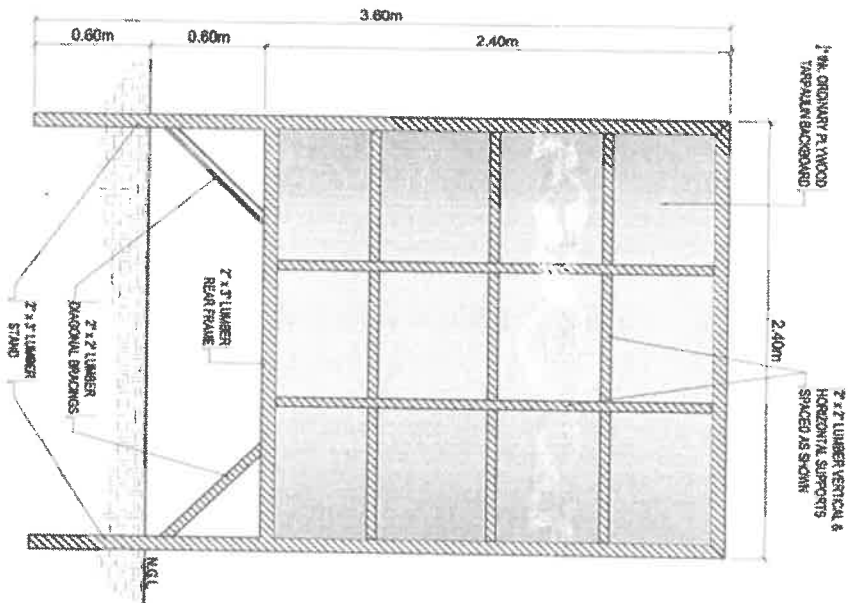 3.60m
0.60m
0.60m
2.40m
ORDINARY PLYWOOD
TARPAULIN BACKBOARD
2.40m
2" x 2" LUMBER VERTICAL &
HORIZONTAL SUPPORTS
SPACED AS SHOWN
2" x 3" LUMBER
REAR FRAME
2" x 2" LUMBER
DIAGONAL BRACINGS
2" x 3" LUMBER
STAND
N.G.L.